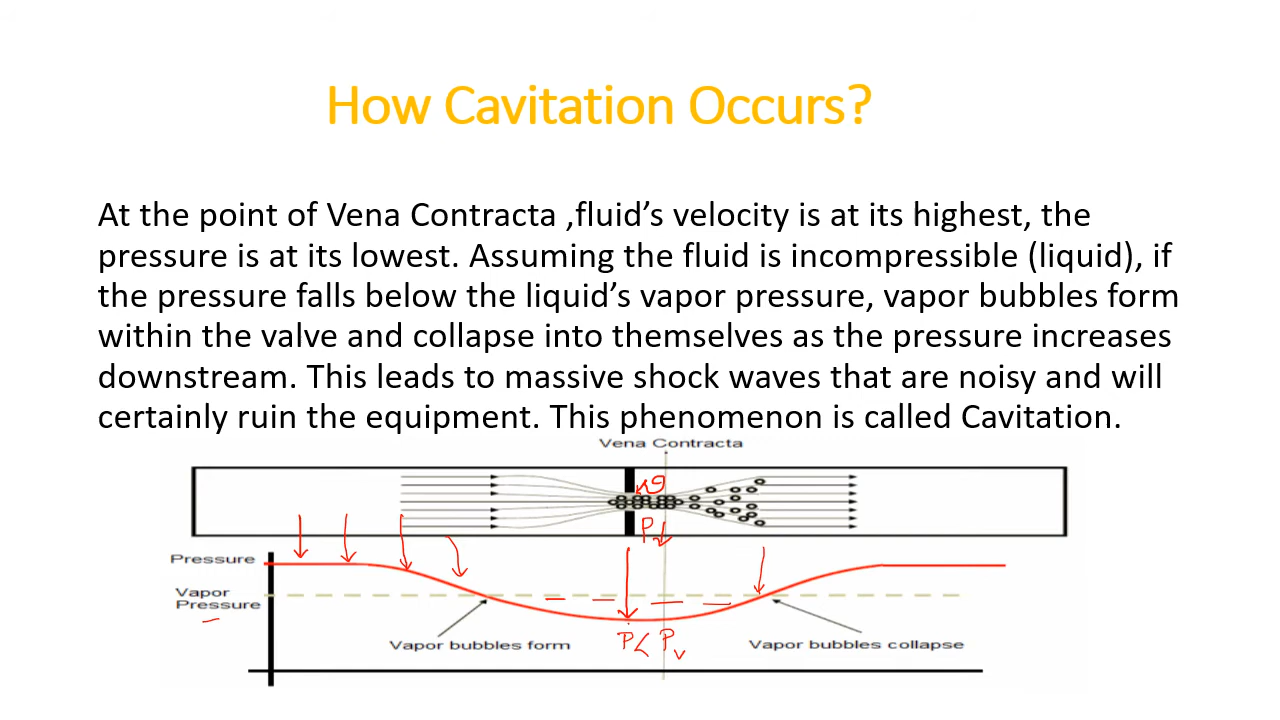 How Cavitation Occurs?
At the point of Vena Contracta ,fluid’s velocity is at its highest, the
pressure is at its lowest. Assuming the fluid is incompressible (liquid), if
the pressure falls below the liquid’s vapor pressure, vapor bubbles form
within the valve and collapse into themselves as the pressure increases
downstream. This leads to massive shock waves that are noisy and will
certainly ruin the equipment. This phenomenon is called Cavitation.
Vena Contracta
P↓
Pressure
Vapor
Pressure
Vapor bubbles form
P < Pv
Vapor bubbles collapse